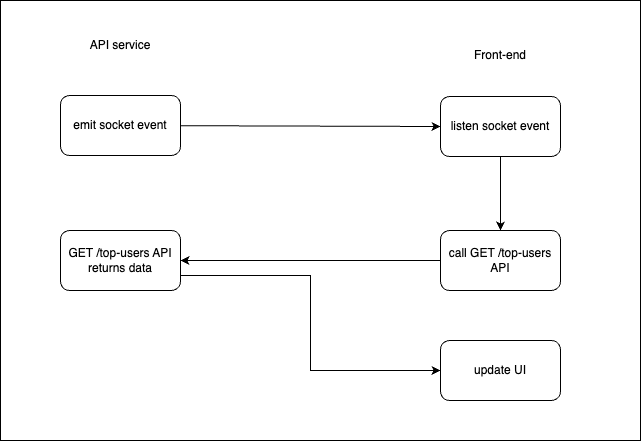 API service
Front-end
emit socket event
listen socket event
GET /top-users API
returns data
call GET /top-users
API
update UI